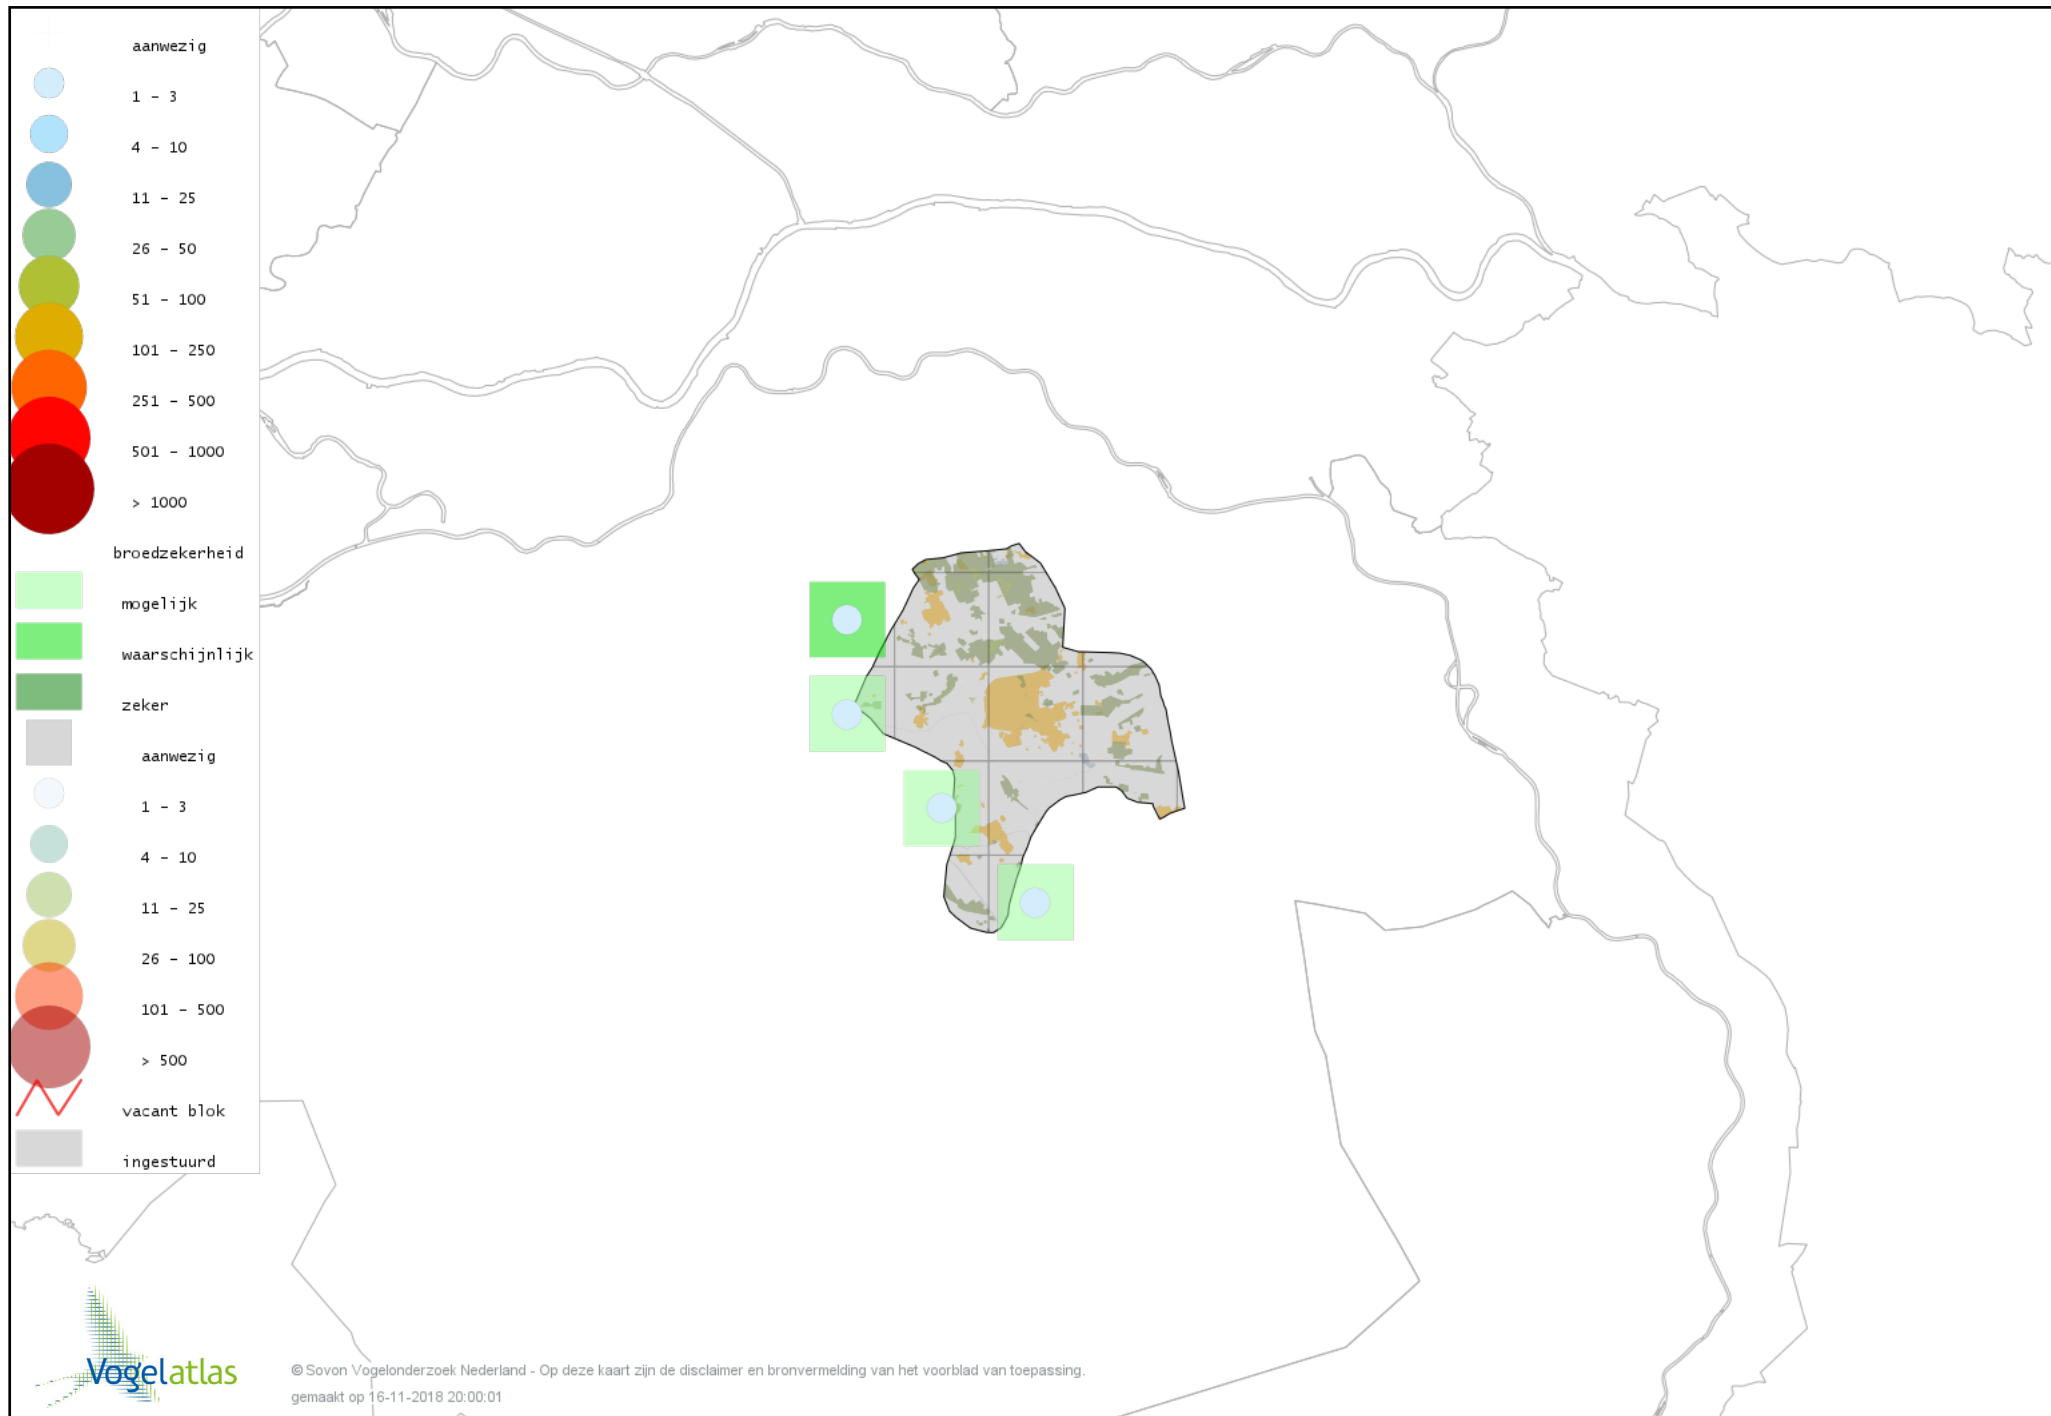 aanwezig
1 - 3
4 - 10
11 - 25
26 - 50
51 - 100
101 - 250
251 - 500
501 - 1000
> 1000
broedzekerheid
mogelijk
waarschijnlijk
zeker
aanwezig
1 - 3
4 - 10
11 - 25
26 - 100
101 - 500
> 500
vacant blok
ingestuurd
Vogelatlas
© Sovon Vogelonderzoek Nederland - Op deze kaart zijn de disclaimer en bronvermelding van het voorblad van toepassing.
gemaakt op 16-11-2018 20:00:01